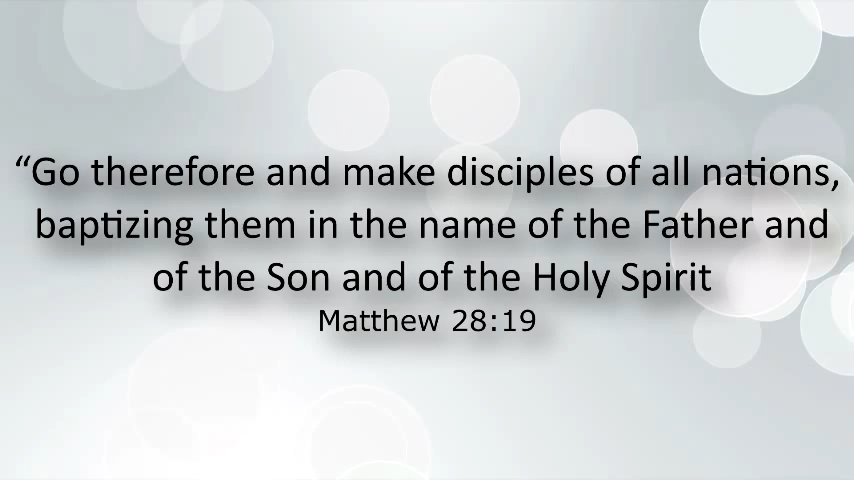 “Go therefore and make disciples of all nations,
baptizing them in the name of the Father and
of the Son and of the Holy Spirit
Matthew 28:19